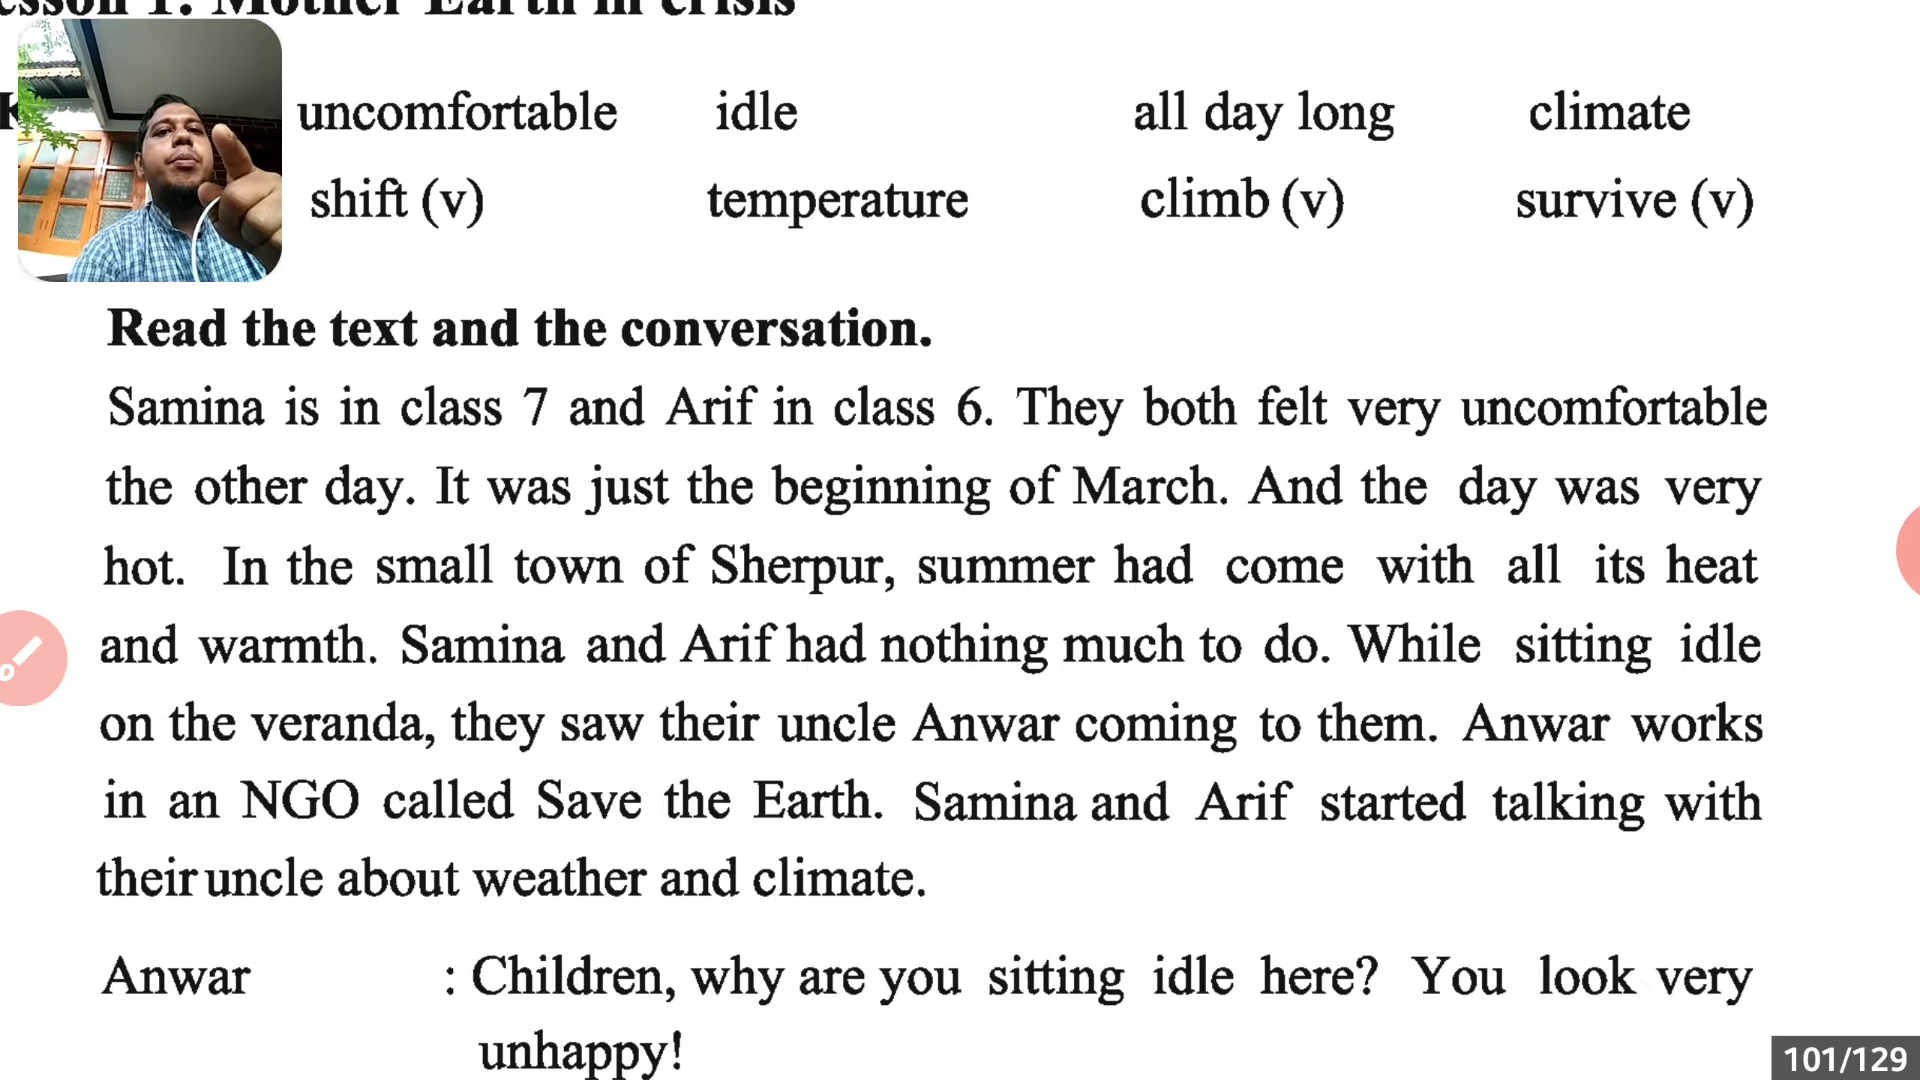 Mother Earth in crisis
uncomfortable idle all day long climate
shift (v) temperature climb (v) survive (v)
Read the text and the conversation.
Samina is in class 7 and Arif in class 6. They both felt very uncomfortable
the other day. It was just the beginning of March. And the day was very
hot. In the small town of Sherpur, summer had come with all its heat
and warmth. Samina and Arif had nothing much to do. While sitting idle
on the veranda, they saw their uncle Anwar coming to them. Anwar works
in an NGO called Save the Earth. Samina and Arif started talking with
their uncle about weather and climate.
Anwar : Children, why are you sitting idle here? You look very
unhappy!
101/129